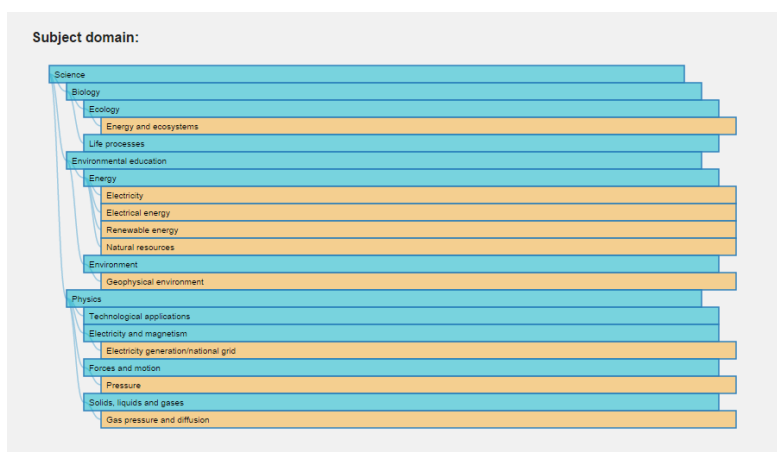 Subject domain:
Science
Biology
Ecology
Energy and ecosystems
Life processes
Environmental education
Energy
Electricity
Electrical energy
Renewable energy
Natural resources
Environment
Geophysical environment
Physics
Technological applications
Electricity and magnetism
Electricity generation/national grid
Forces and motion
Pressure
Solids, liquids and gases
Gas pressure and diffusion